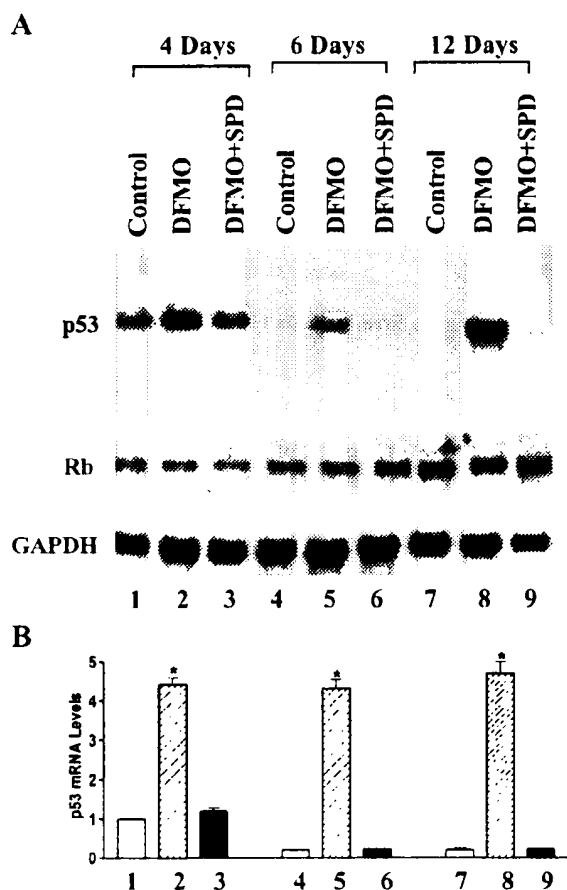 A
4 Days 6 Days 12 Days
Control DFMO DFMO+SPD Control DFMO DFMO+SPD Control DFMO DFMO+SPD
p53
Rb
GAPDH
1 2 3 4 5 6 7 8 9
B
p53 mRNA Levels
5
4
3
2
1
0
* * *
1 2 3 4 5 6 7 8 9